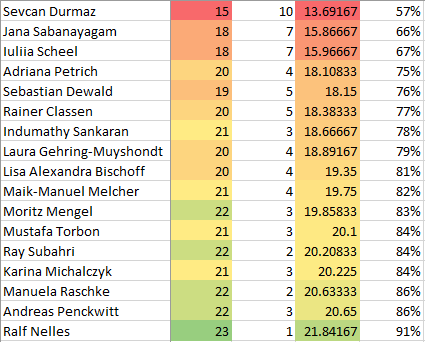 Sevcan Durmaz 15 10 13.69167 57%
Jana Sabanayagam 18 7 15.86667 66%
Iuliia Scheel 18 7 15.96667 67%
Adriana Petrich 20 4 18.10833 75%
Sebastian Dewald 19 5 18.15 76%
Rainer Classen 20 5 18.38333 77%
Indumathy Sankaran 21 3 18.66667 78%
Laura Gehring-Muyshondt 20 4 18.89167 79%
Lisa Alexandra Bischoff 20 4 19.35 81%
Maik-Manuel Melcher 21 4 19.75 82%
Moritz Mengel 22 3 19.85833 83%
Mustafa Torbon 21 3 20.1 84%
Ray Subahri 22 2 20.20833 84%
Karina Michalczyk 21 3 20.225 84%
Manuela Raschke 22 2 20.63333 86%
Andreas Penckwitt 22 3 20.65 86%
Ralf Nelles 23 1 21.84167 91%